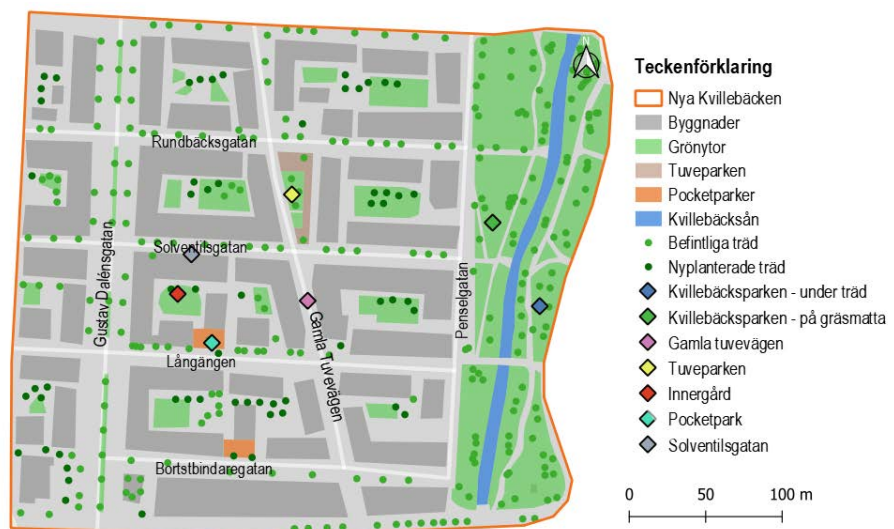 N
Rundbäcksgatan
Solventilsgatan
Gustav Dalénsgatan
Penselgatan
Gamla Tuvevägen
Långängen
Bortstbindaregatan
Teckenförklaring
Nya Kvillebäcken
Byggnader
Grönytor
Tuveparken
Pocketparker
Kvillebäcksån
Befintliga träd
Nyplanterade träd
Kvillebäcksparken - under träd
Kvillebäcksparken - på gräsmatta
Gamla tuvevägen
Tuveparken
Innergård
Pocketpark
Solventilsgatan
0 50 100 m